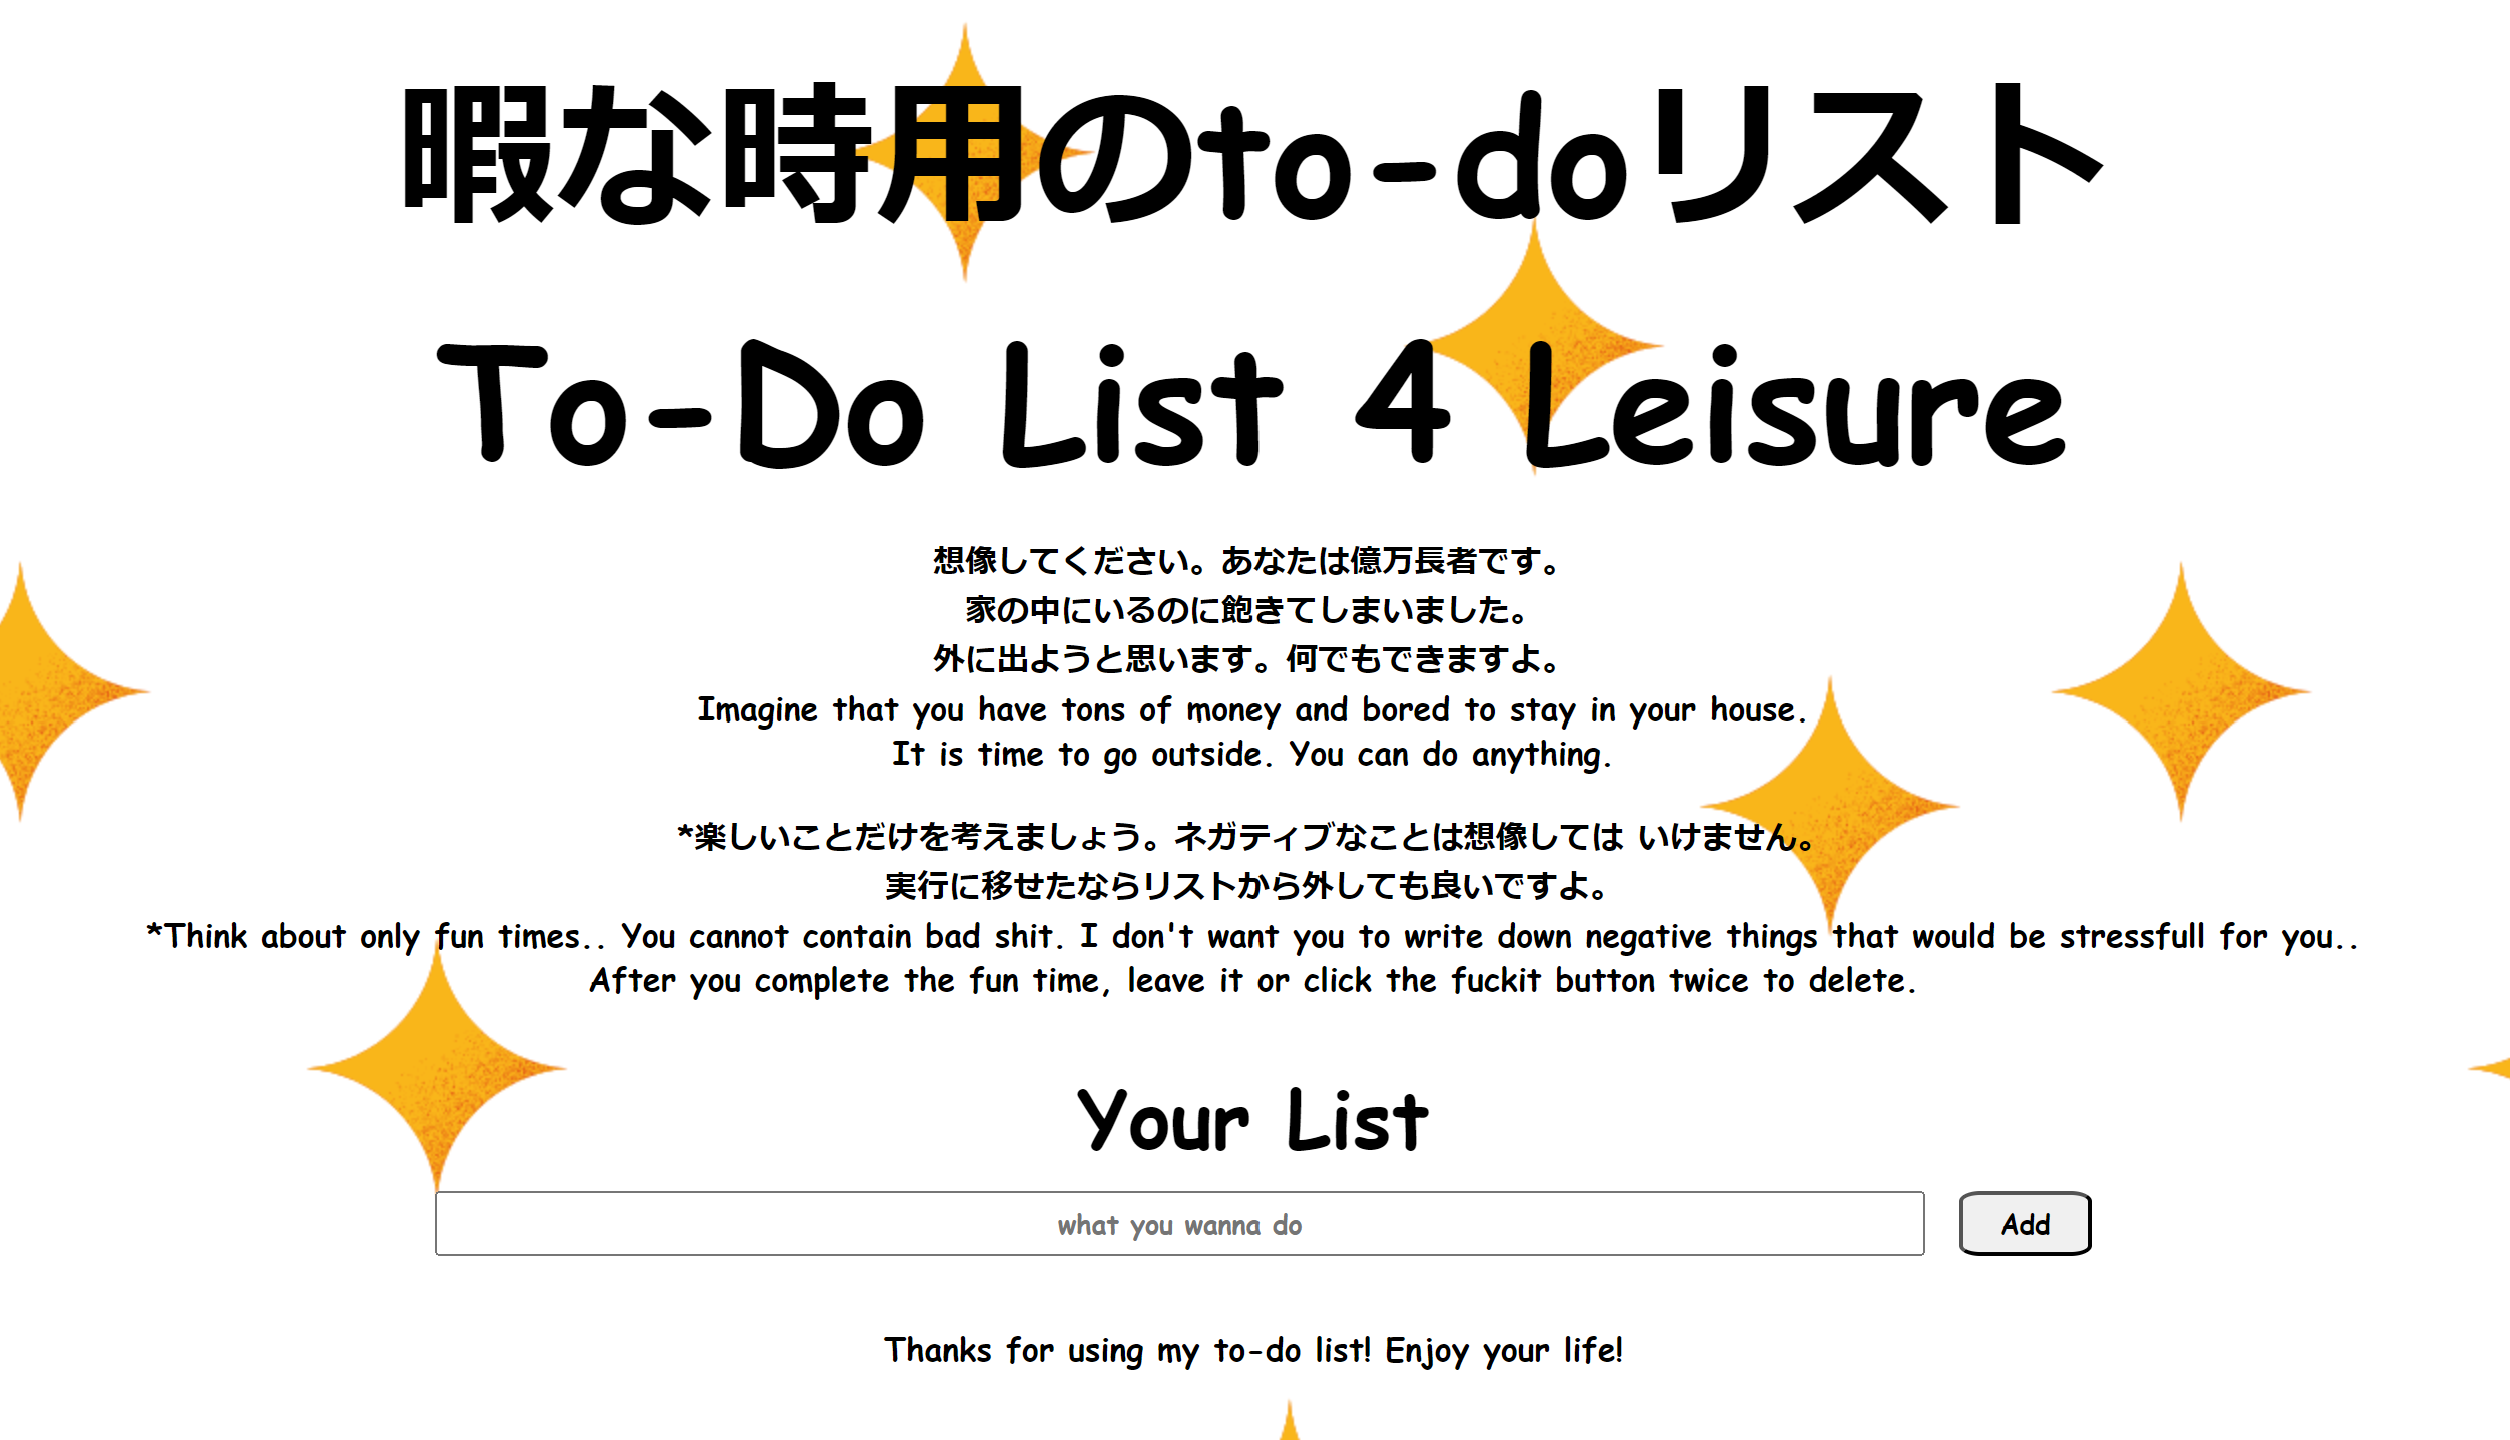 暇な時用のto-doリスト
To-Do List 4 Leisure
想像してください。あなたは億万長者です。
家の中にいるのに飽きてしまいました。
外に出ようと思います。何でもできますよ。
Imagine that you have tons of money and bored to stay in your house.
It is time to go outside. You can do anything.
*楽しいことだけを考えましょう。ネガティブなことは想像しては いけません。
実行に移せたならリストから外しても良いですよ。
*Think about only fun times.. You cannot contain bad shit. I don't want you to write down negative things that would be stressfull for you..
After you complete the fun time, leave it or click the fuckit button twice to delete.
Your List
what you wanna do
Add
Thanks for using my to-do list! Enjoy your life!